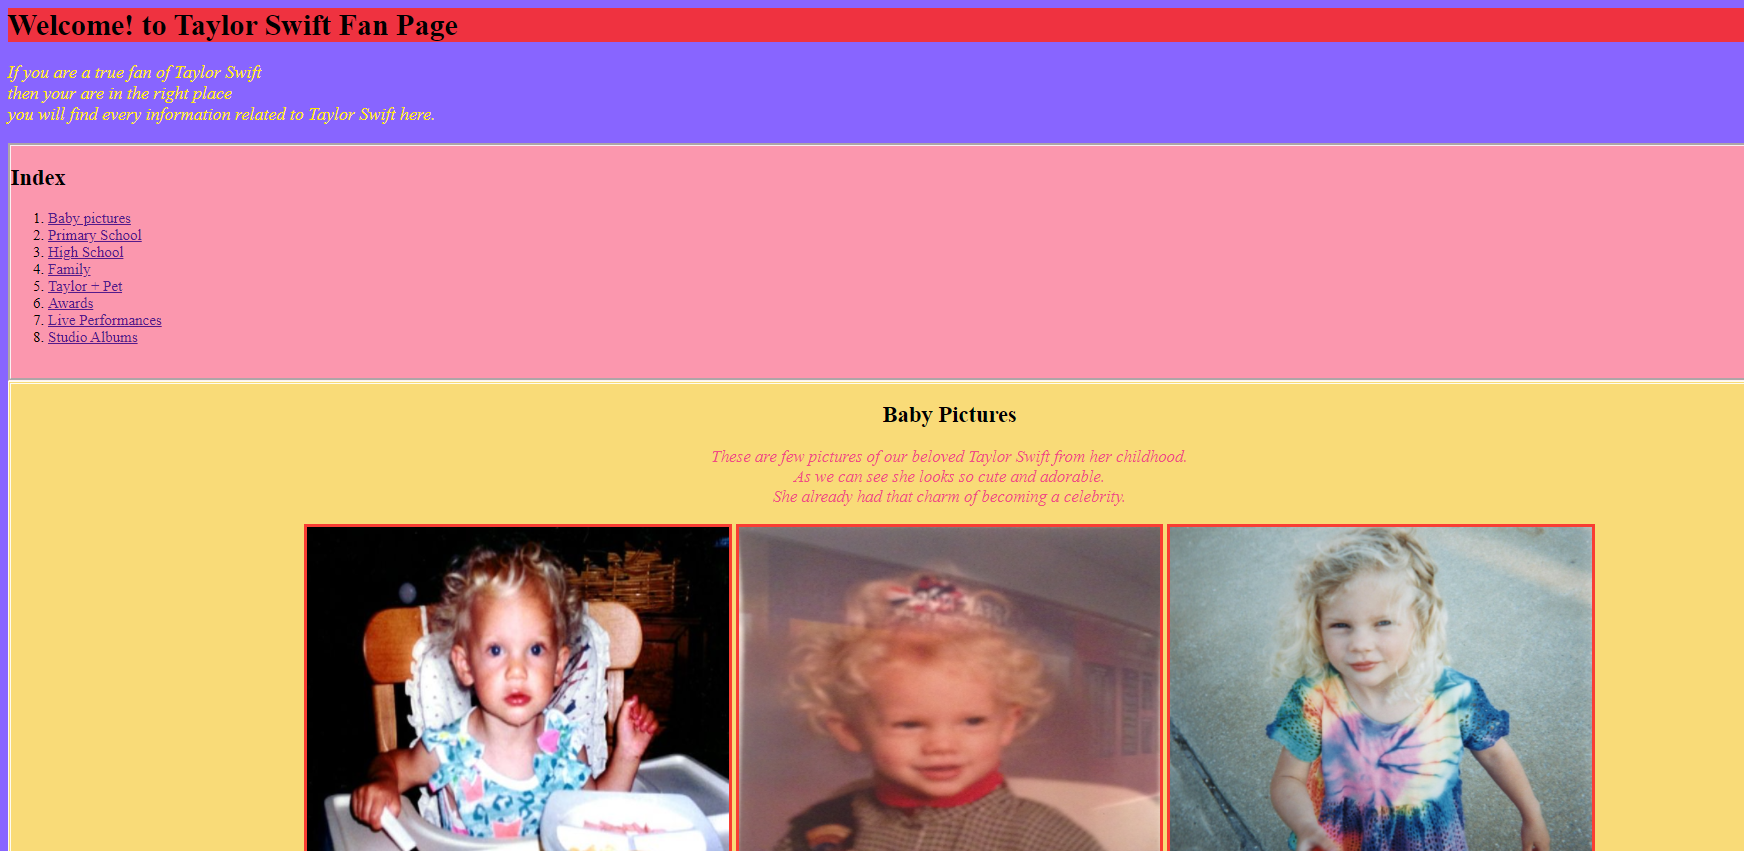 Welcome! to Taylor Swift Fan Page
If you are a true fan of Taylor Swift
then your are in the right place
you will find every information related to Taylor Swift here.
Index
1. Baby pictures
2. Primary School
3. High School
4. Family
5. Taylor + Pet
6. Awards
7. Live Performances
8. Studio Albums
Baby Pictures
These are few pictures of our beloved Taylor Swift from her childhood.
As we can see she looks so cute and adorable.
She already had that charm of becoming a celebrity.